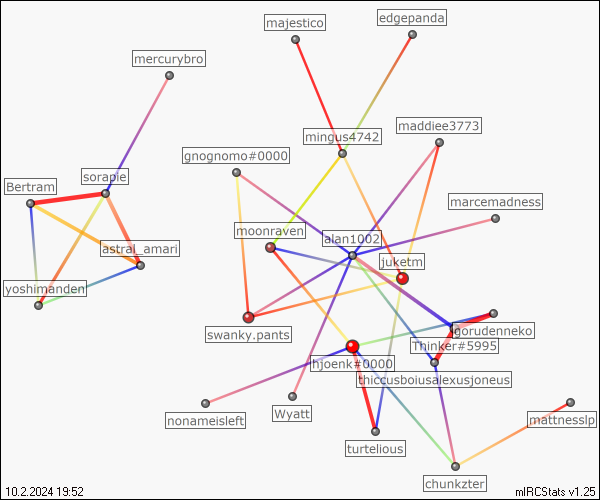 majestico
edgepanda
mercurybro
maddiee3773
mingus4742
gnognomo#0000
sorapie
Bertram
marcemadness
moonraven
alan1002
astral_amari
juketm
yoshimanden
swanky.pants
gorudenneko
Thinker#5995
hjoenk#0000
thiccusboiusalexusjoneus
nonameisleft
Wyatt
mattnesslp
turtelious
chunkzter
10.2.2024 19:52
mIRCStats v1.25